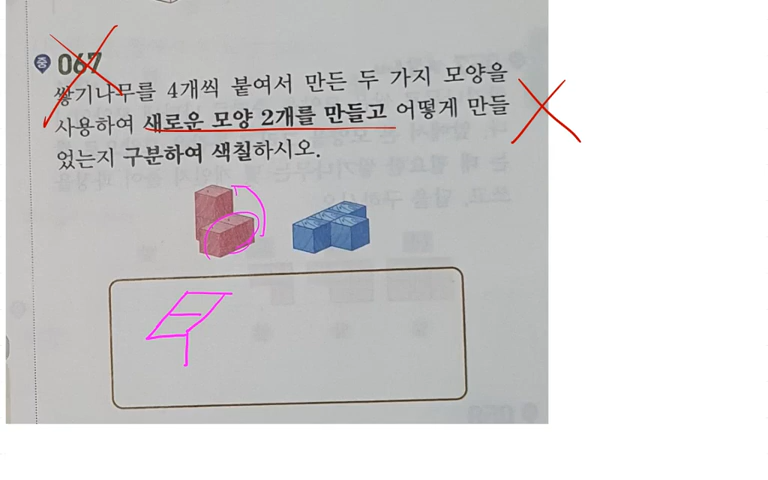 중 067
쌓기나무를 4개씩 붙여서 만든 두 가지 모양을
사용하여 새로운 모양 2개를 만들고 어떻게 만들
었는지 구분하여 색칠하시오.